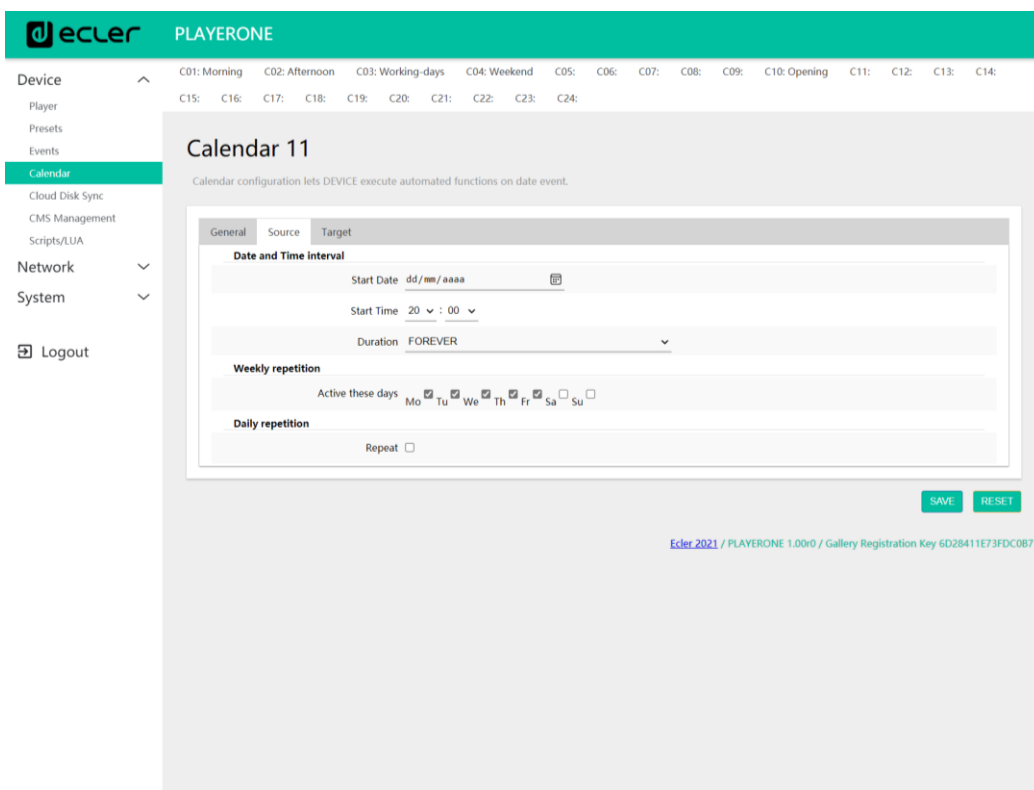 ecler PLAYERONE
Device
Player
Presets
Events
Calendar
Cloud Disk Sync
CMS Management
Scripts/LUA
Network
System
Logout
C01: Morning C02: Afternoon C03: Working-days C04: Weekend C05: C06: C07: C08: C09: C10: Opening C11: C12: C13: C14:
C15: C16: C17: C18: C19: C20: C21: C22: C23: C24:
Calendar 11
Calendar configuration lets DEVICE execute automated functions on date event.
General Source Target
Date and Time interval
Start Date dd/mm/aaaa
Start Time 20 : 00
Duration FOREVER
Weekly repetition
Active these days Mo Tu We Th Fr Sa Su
Daily repetition
Repeat
SAVE RESET
Ecler 2021 / PLAYERONE 1.00r0 / Gallery Registration Key 6D28411E73FDC0B7